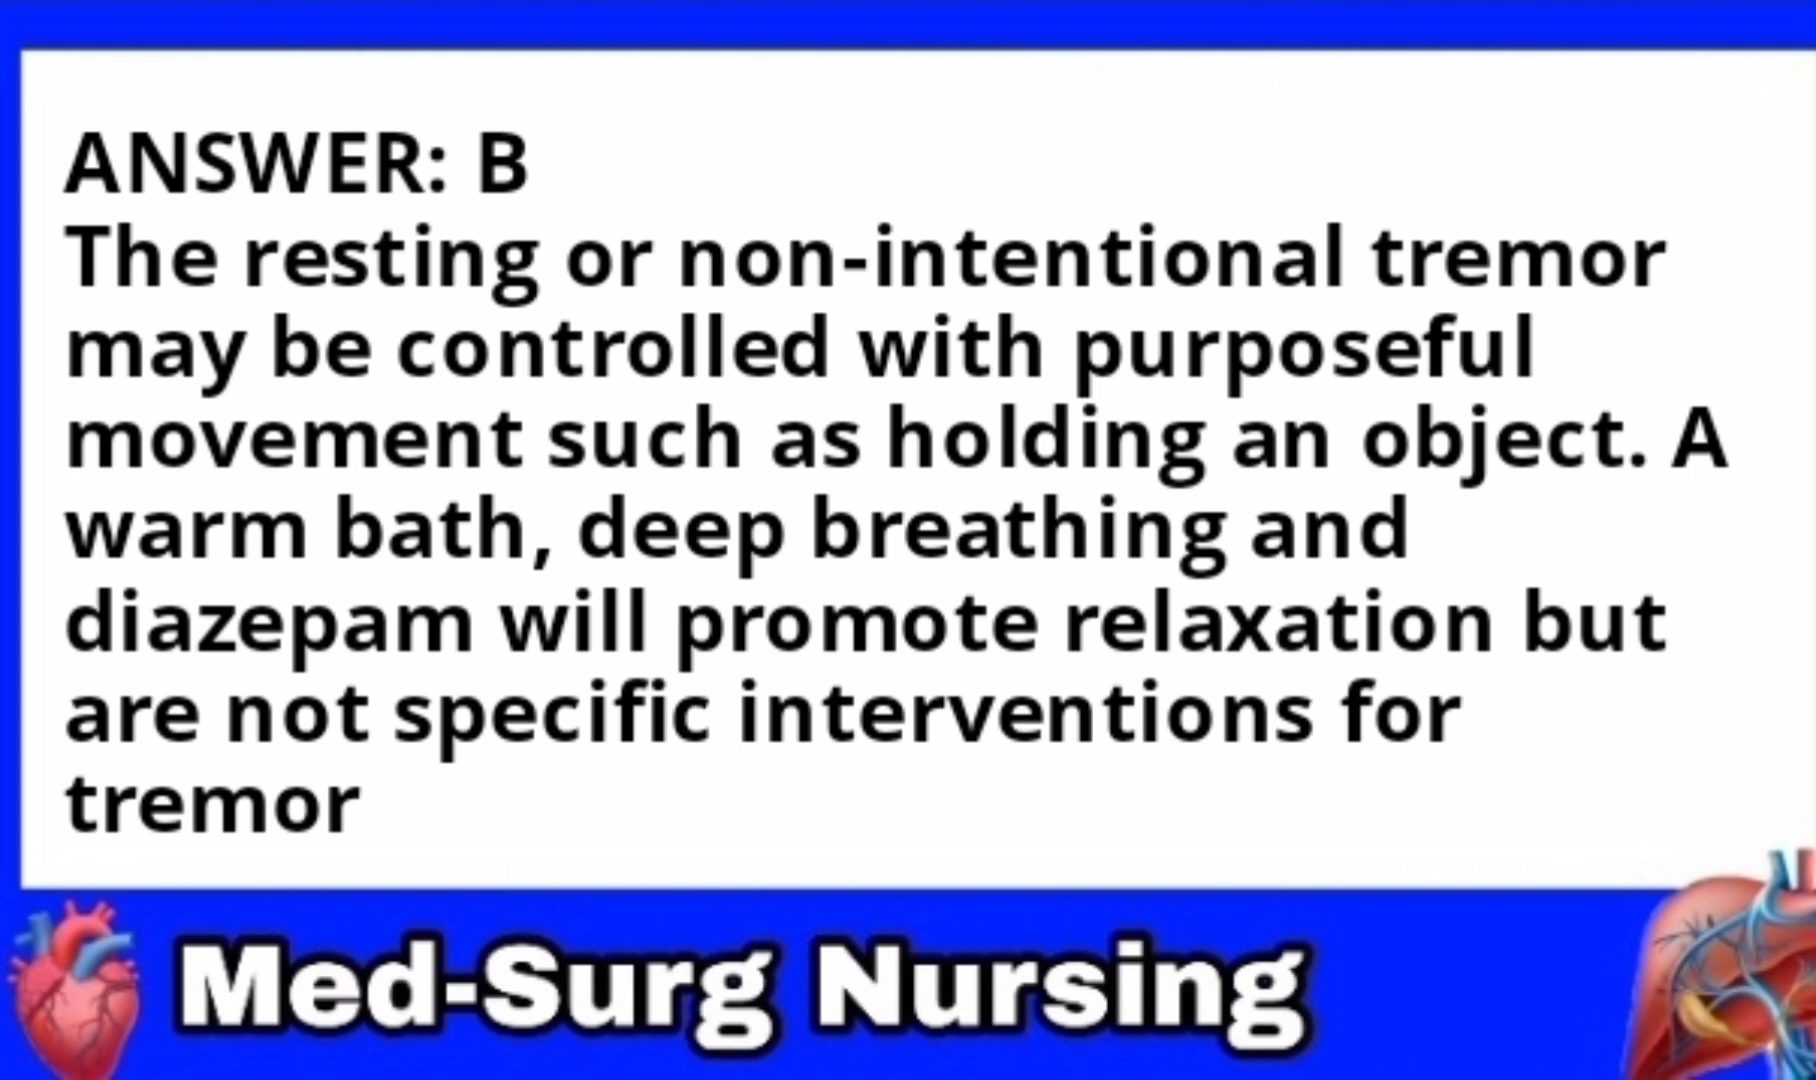 ANSWER: B
The resting or non-intentional tremor
may be controlled with purposeful
movement such as holding an object. A
warm bath, deep breathing and
diazepam will promote relaxation but
are not specific interventions for
tremor
Med-Surg Nursing